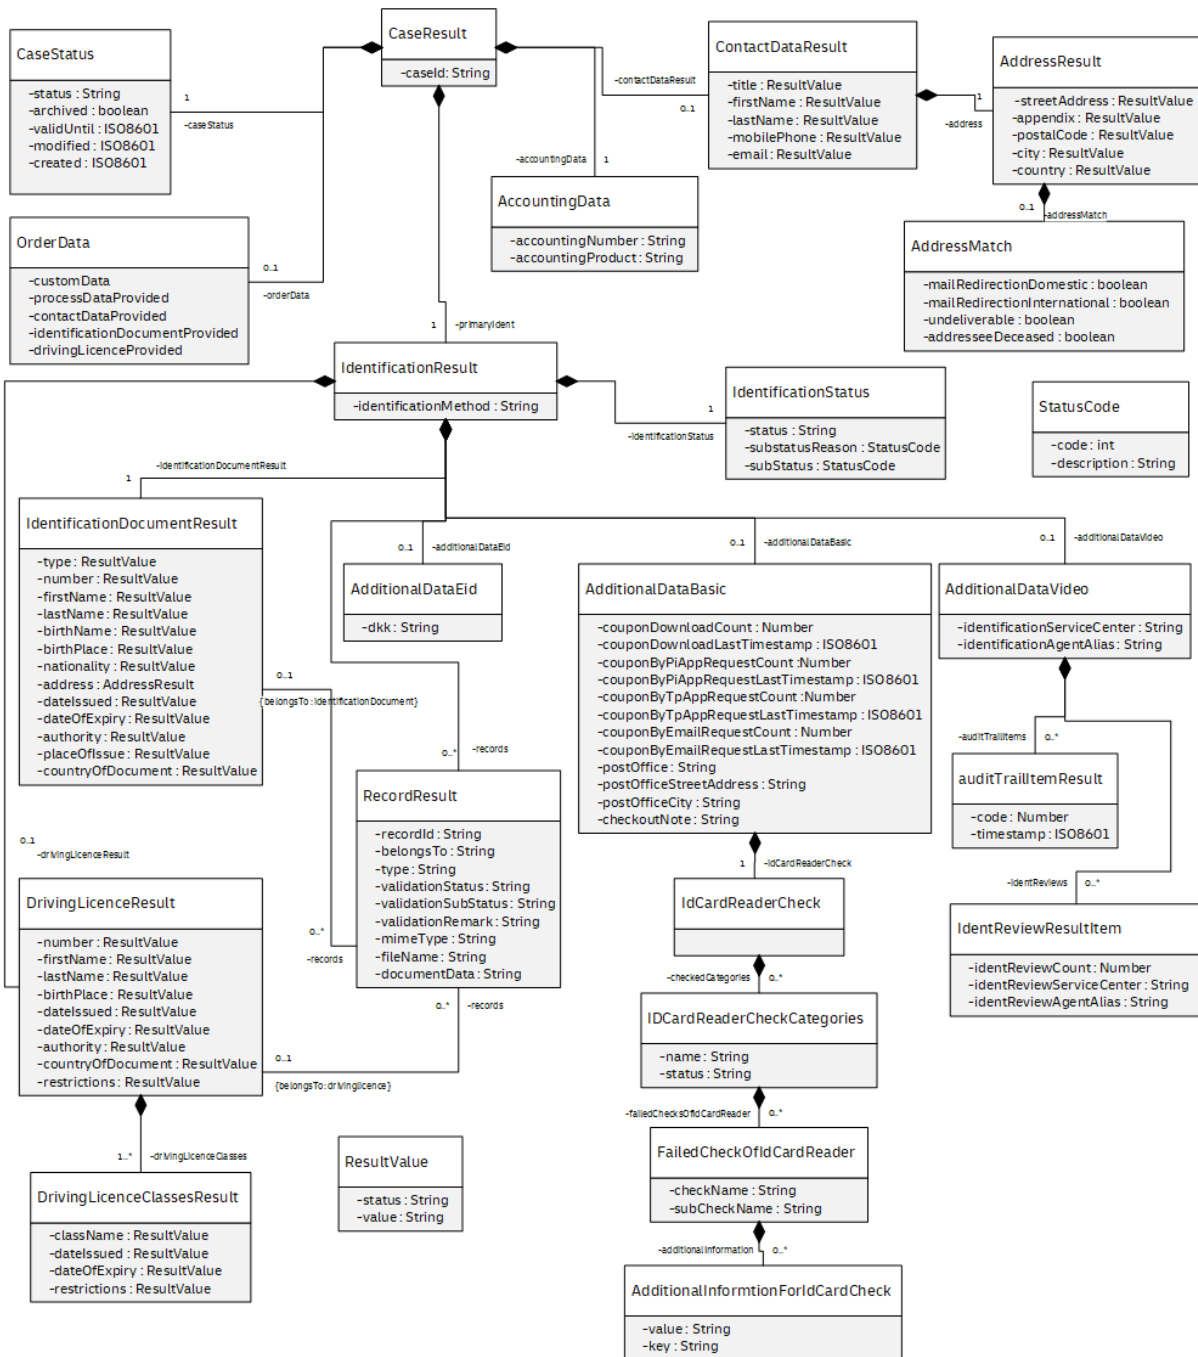 CaseStatus
-status : String
-archived : boolean
-validUntil : ISO8601
-modified : ISO8601
-created : ISO8601
1
-caseStatus
CaseResult
-caseId: String
-contactDataResult
0..1
ContactDataResult
-title : ResultValue
-firstName : ResultValue
-lastName : ResultValue
-mobilePhone : ResultValue
-email : ResultValue
1
-address
AddressResult
-streetAddress : ResultValue
-appendix : ResultValue
-postalCode : ResultValue
-city : ResultValue
-country : ResultValue
-accountingData
1
AccountingData
-accountingNumber : String
-accountingProduct : String
0..1
-addressMatch
AddressMatch
-mailRedirectionDomestic : boolean
-mailRedirectionInternational : boolean
-undeliverable : boolean
-addresseeDeceased : boolean
OrderData
-customData
-processDataProvided
-contactDataProvided
-identificationDocumentProvided
-drivingLicenceProvided
0..1
-orderData
1
-primaryIdent
IdentificationResult
-identificationMethod : String
1
-identificationStatus
IdentificationStatus
-status : String
-substatusReason : StatusCode
-subStatus : StatusCode
StatusCode
-code : int
-description : String
-identificationDocumentResult
1
IdentificationDocumentResult
-type : ResultValue
-number : ResultValue
-firstName : ResultValue
-lastName : ResultValue
-birthName : ResultValue
-birthPlace : ResultValue
-nationality : ResultValue
-address : AddressResult
-dateIssued : ResultValue
-dateOfExpiry : ResultValue
-authority : ResultValue
-placeOfIssue : ResultValue
-countryOfDocument : ResultValue
0..1
-additionalDataEid
AdditionalDataEid
-dkk : String
0..1
-additionalDataBasic
AdditionalDataBasic
-couponDownloadCount : Number
-couponDownloadLastTimestamp : ISO8601
-couponByPiAppRequestCount :Number
-couponByPiAppRequestLastTimestamp : ISO8601
-couponByTpAppRequestCount : Number
-couponByTpAppRequestLastTimestamp : ISO8601
-couponByEmailRequestCount : Number
-couponByEmailRequestLastTimestamp : ISO8601
-postOffice : String
-postOfficeStreetAddress : String
-postOfficeCity : String
-checkoutNote : String
0..1
-additionalDataVideo
AdditionalDataVideo
-identificationServiceCenter : String
-identificationAgentAlias : String
0..1
{belongsTo:IdentificationDocument}
0..*
-records
-auditTrailItems
0..*
auditTrailItemResult
-code : Number
-timestamp : ISO8601
RecordResult
-recordId : String
-belongsTo : String
-type : String
-validationStatus : String
-validationSubStatus : String
-validationRemark : String
-mimeType : String
-fileName : String
-documentData : String
0..1
-drivingLicenceResult
DrivingLicenceResult
-number : ResultValue
-firstName : ResultValue
-lastName : ResultValue
-birthPlace : ResultValue
-dateIssued : ResultValue
-dateOfExpiry : ResultValue
-authority : ResultValue
-countryOfDocument : ResultValue
-restrictions : ResultValue
0..*
-records
0..*
-records
0..1
{belongsTo:drivinglicence}
1
-idCardReaderCheck
IdCardReaderCheck
-identReviews
0..*
IdentReviewResultItem
-identReviewCount : Number
-identReviewServiceCenter : String
-identReviewAgentAlias : String
-checkedCategories
0..*
IDCardReaderCheckCategories
-name : String
-status : String
-failedChecksOfIdCardReader
0..*
FailedCheckOfIdCardReader
-checkName : String
-subCheckName : String
1..*
-drivingLicenceClasses
DrivingLicenceClassesResult
-className : ResultValue
-dateIssued : ResultValue
-dateOfExpiry : ResultValue
-restrictions : ResultValue
ResultValue
-status : String
-value : String
-additionalInformation
0..*
AdditionalInformtionForIdCardCheck
-value : String
-key : String